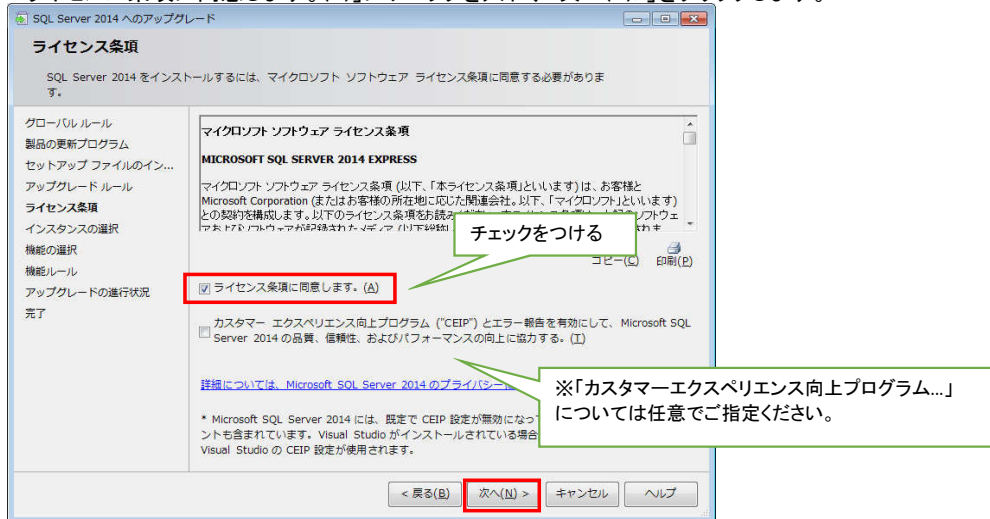 SQL Server 2014 へのアップグレード
ライセンス条項
SQL Server 2014 をインストールするには、マイクロソフト ソフトウェア ライセンス条項に同意する必要がありま
す。
グローバル ルール
製品の更新プログラム
セットアップ ファイルのイン...
アップグレード ルール
ライセンス条項
インスタンスの選択
機能の選択
機能ルール
アップグレードの進行状況
完了
マイクロソフト ソフトウェア ライセンス条項
MICROSOFT SQL SERVER 2014 EXPRESS
マイクロソフト ソフトウェア ライセンス条項 (以下、「本ライセンス条項」といいます) は、お客様と
Microsoft Corporation (またはお客様の所在地に応じた関連会社。以下、「マイクロソフト」といいます)
との契約を構成します。以下のライセンス条項をお読み
チェックをつける
コピー(C) 印刷(P)
ライセンス条項に同意します。(A)
カスタマー エクスペリエンス向上プログラム ("CEIP") とエラー報告を有効にして、Microsoft SQL
Server 2014 の品質、信頼性、およびパフォーマンスの向上に協力する。(T)
詳細については、Microsoft SQL Server 2014 のプライバシー
※「カスタマーエクスペリエンス向上プログラム...」
については任意でご指定ください。
* Microsoft SQL Server 2014 には、既定で CEIP 設定が無効になっ
ントも含まれています。Visual Studio がインストールされている場合
Visual Studio の CEIP 設定が使用されます。
< 戻る(B) 次へ(N) > キャンセル ヘルプ